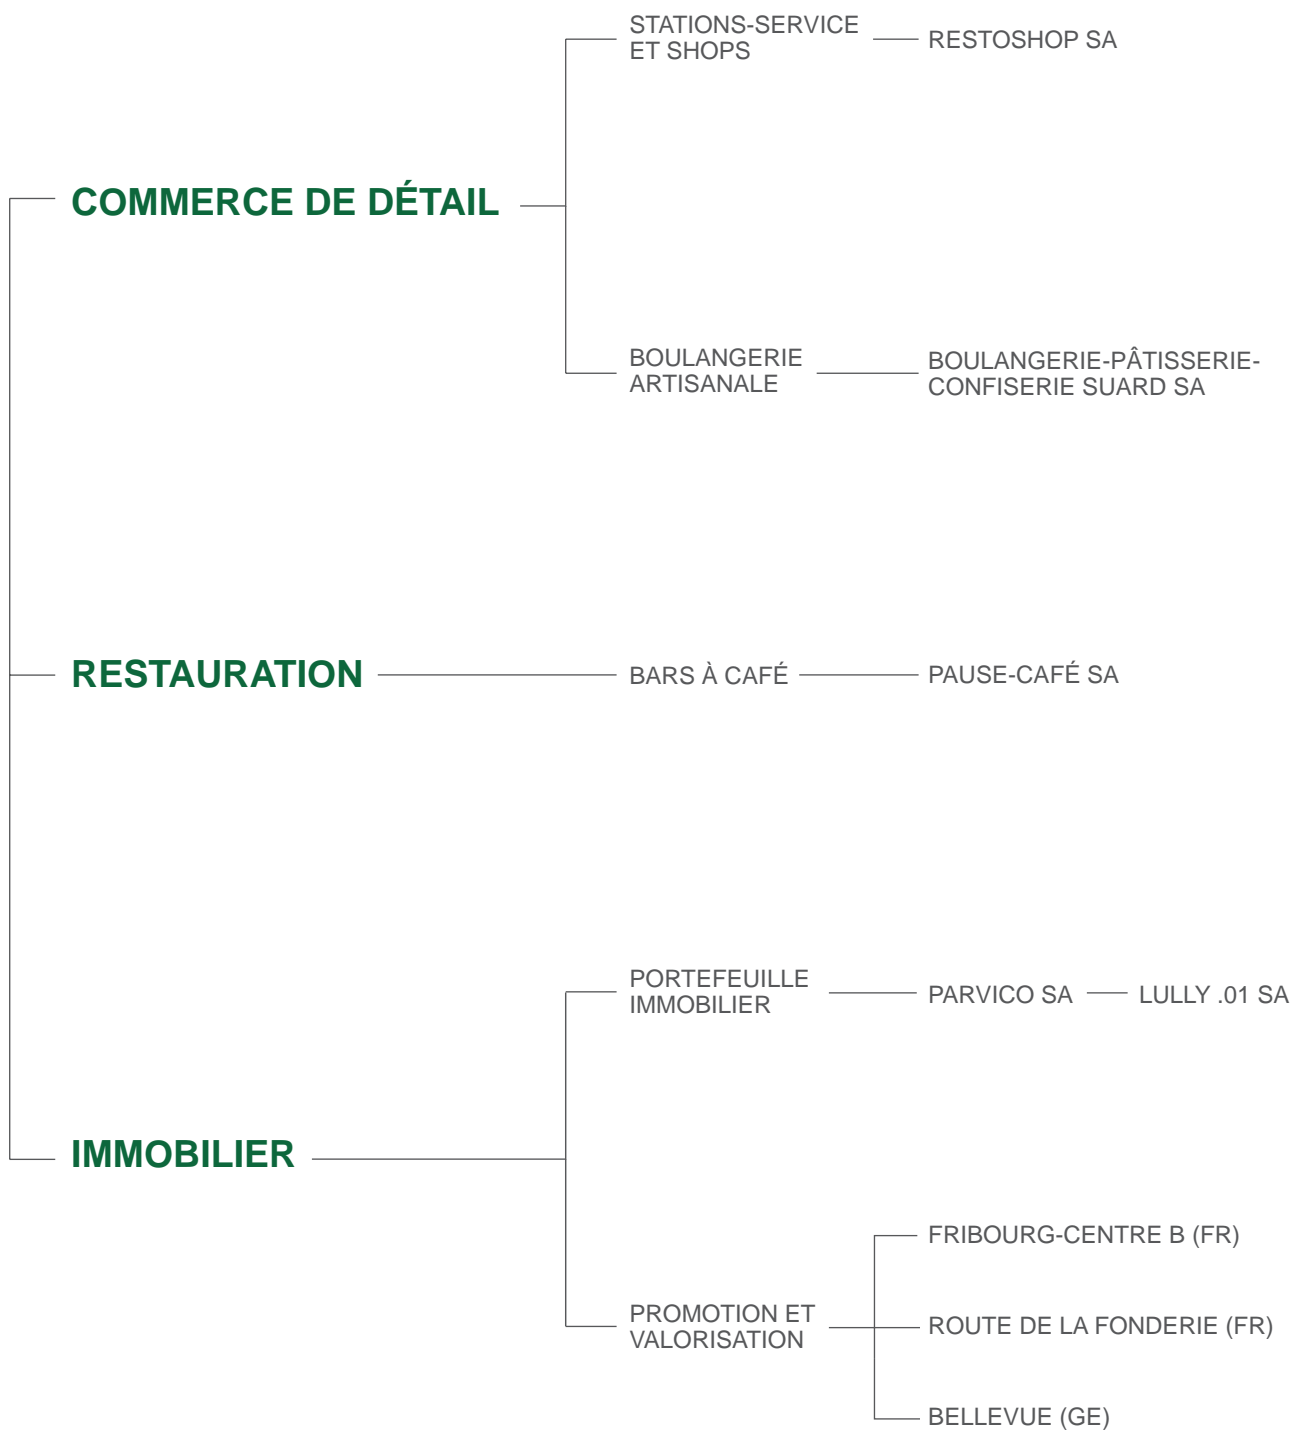 STATIONS-SERVICE
ET SHOPS
RESTOSHOP SA
COMMERCE DE DÉTAIL
BOULANGERIE
ARTISANALE
BOULANGERIE-PÂTISSERIE-
CONFISERIE SUARD SA
RESTAURATION
BARS À CAFÉ
PAUSE-CAFÉ SA
PORTEFEUILLE
IMMOBILIER
PARVICO SA
LULLY .01 SA
IMMOBILIER
FRIBOURG-CENTRE B (FR)
PROMOTION ET
VALORISATION
ROUTE DE LA FONDERIE (FR)
BELLEVUE (GE)